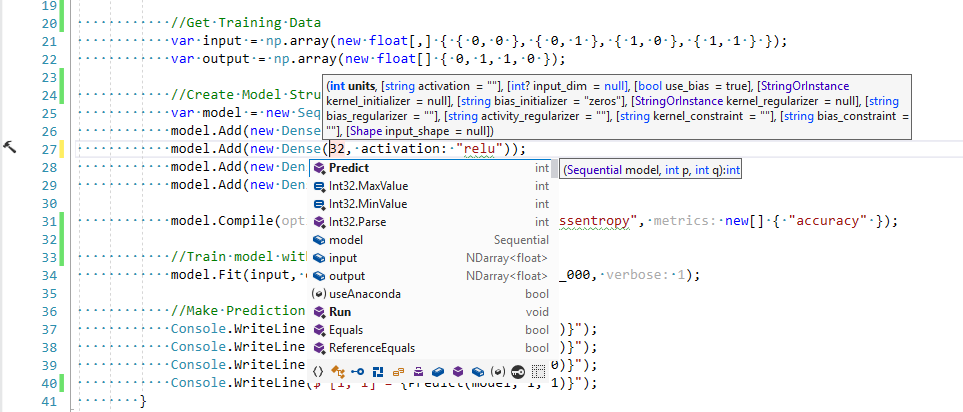 19
20 //Get Training Data
21 var input = np.array(new float[,] { { 0, 0 }, { 0, 1 }, { 1, 0 }, { 1, 1 } });
22 var output = np.array(new float[] { 0, 1, 1, 0 });
23
(int units, [string activation = ""], [int? input_dim = null], [bool use_bias = true], [StringOrInstance
24 //Create Model Stru
kernel_initializer = null], [string bias_initializer = "zeros"], [StringOrInstance kernel_regularizer = null], [string
25 var model = new Seq
bias_regularizer = ""], [string activity_regularizer = ""], [string kernel_constraint = ""], [string bias_constraint =
26 model.Add(new Dense
""], [Shape input_shape = null])
27 model.Add(new Dense(32, activation: "relu"));
28 model.Add(new Den
Predict int
(Sequential model, int p, int q):int
29 model.Add(new Den
Int32.MaxValue int
30
Int32.MinValue int
31 model.Compile(opt
Int32.Parse int
ssentropy", metrics: new[] { "accuracy" });
32
model Sequential
33 //Train model wit
input NDArray<float>
34 model.Fit(input,
output NDArray<float>
_000, verbose: 1);
35
useAnaconda bool
36 //Make Prediction
Run void
37 Console.WriteLine
Equals bool
)}");
38 Console.WriteLine
ReferenceEquals bool
)}");
39 Console.WriteLine
0)}");
40 Console.WriteLine($"[1, 1] = {Predict(model, 1, 1)}");
41 }